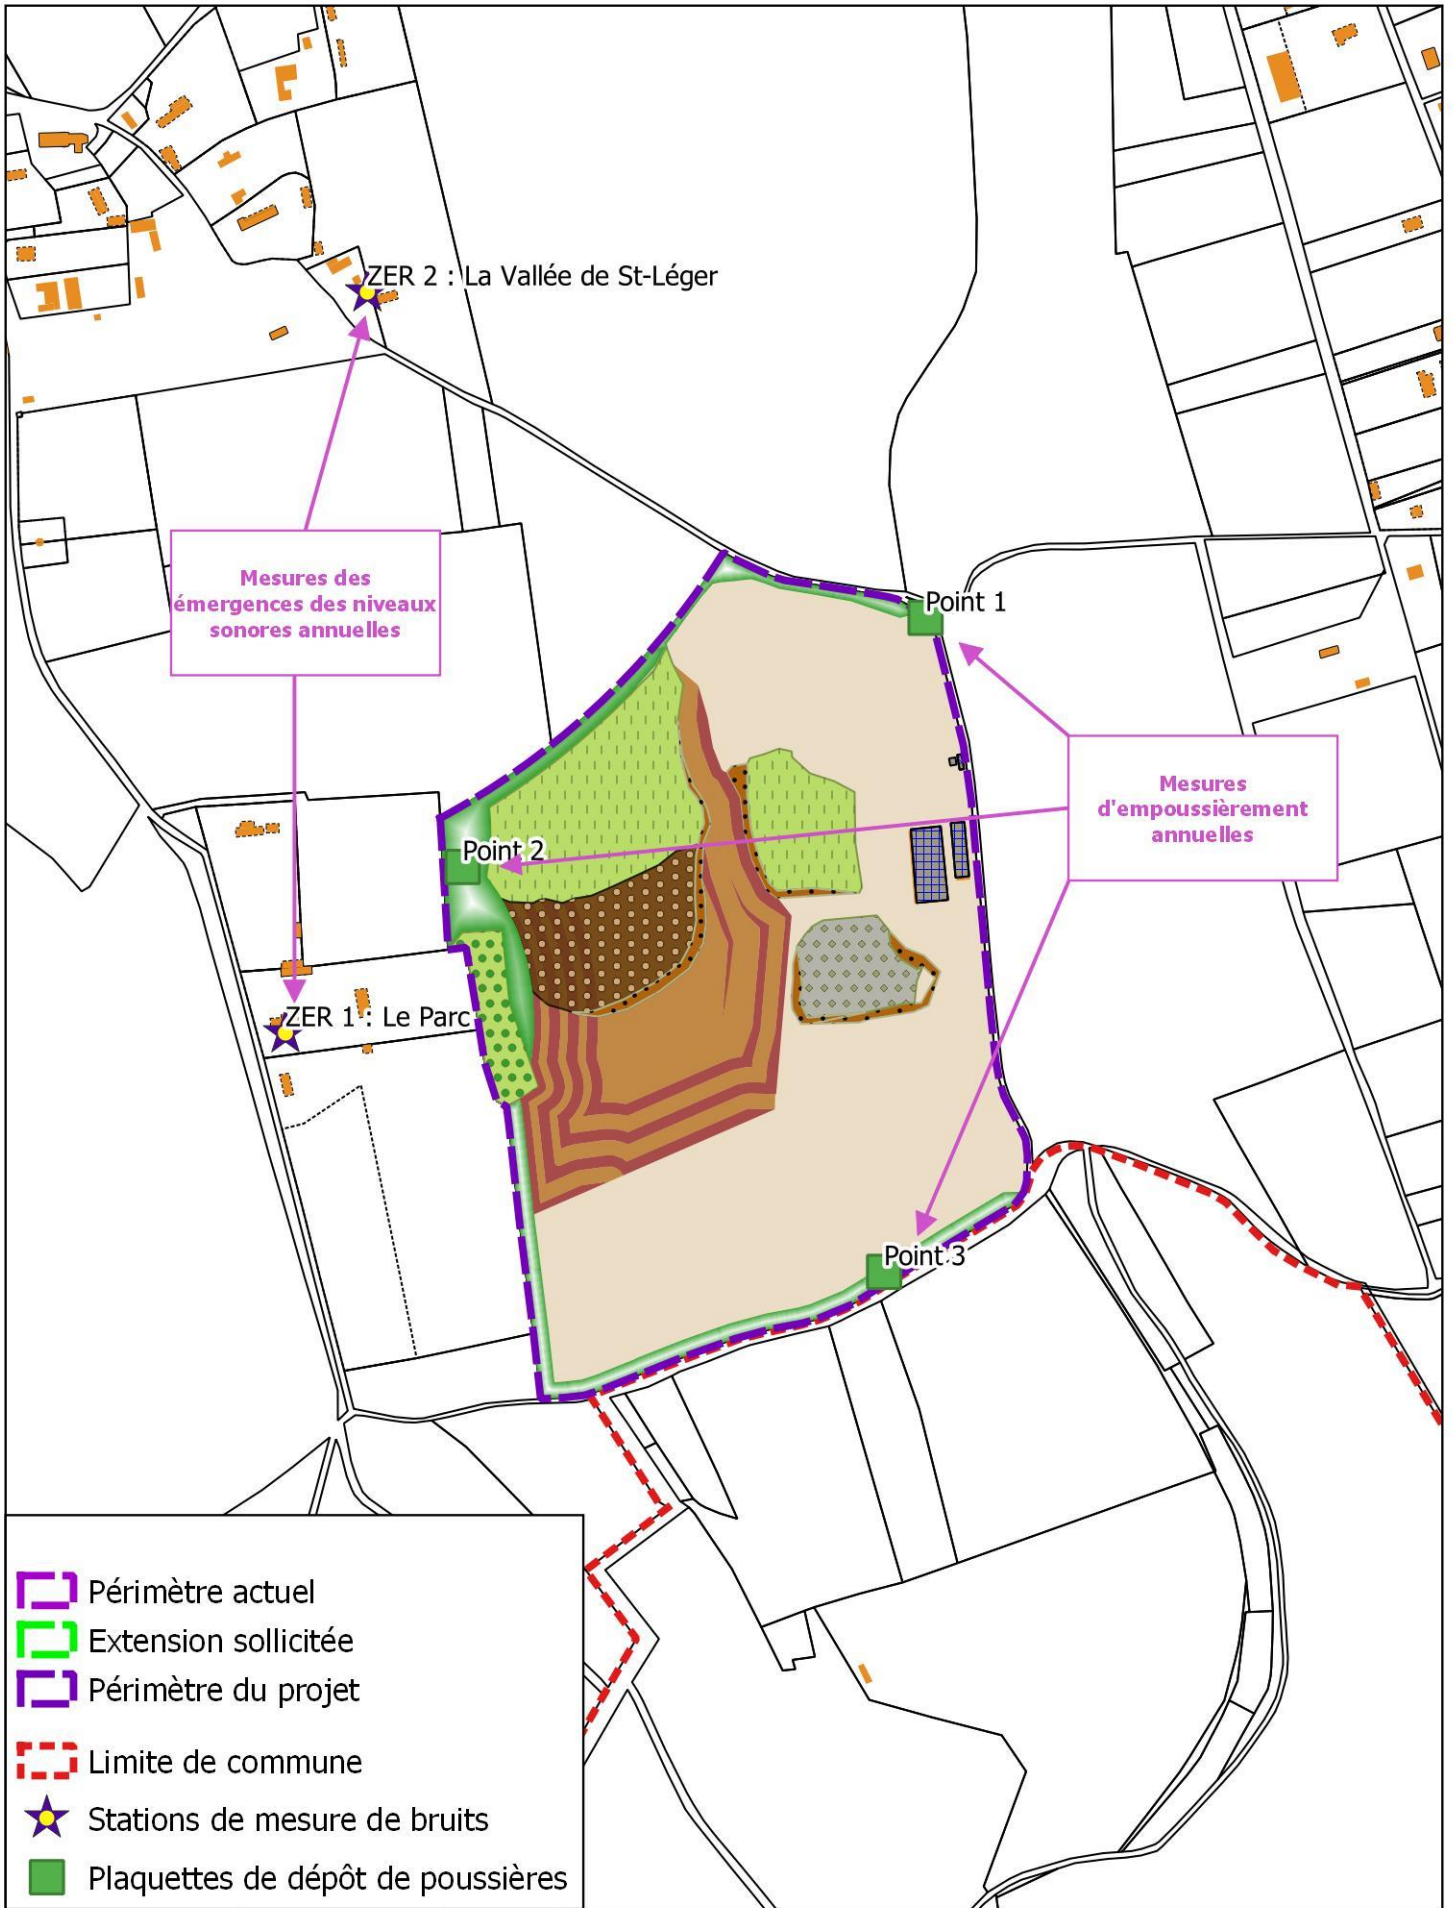 ZER 2 : La Vallée de St-Léger
Mesures des
émergences des niveaux
sonores annuelles
Point 1
Mesures
d'empoussièrement
annuelles
Point 2
ZER 1 : Le Parc
Point 3
Périmètre actuel
Extension sollicitée
Périmètre du projet
Limite de commune
Stations de mesure de bruits
Plaquettes de dépôt de poussières